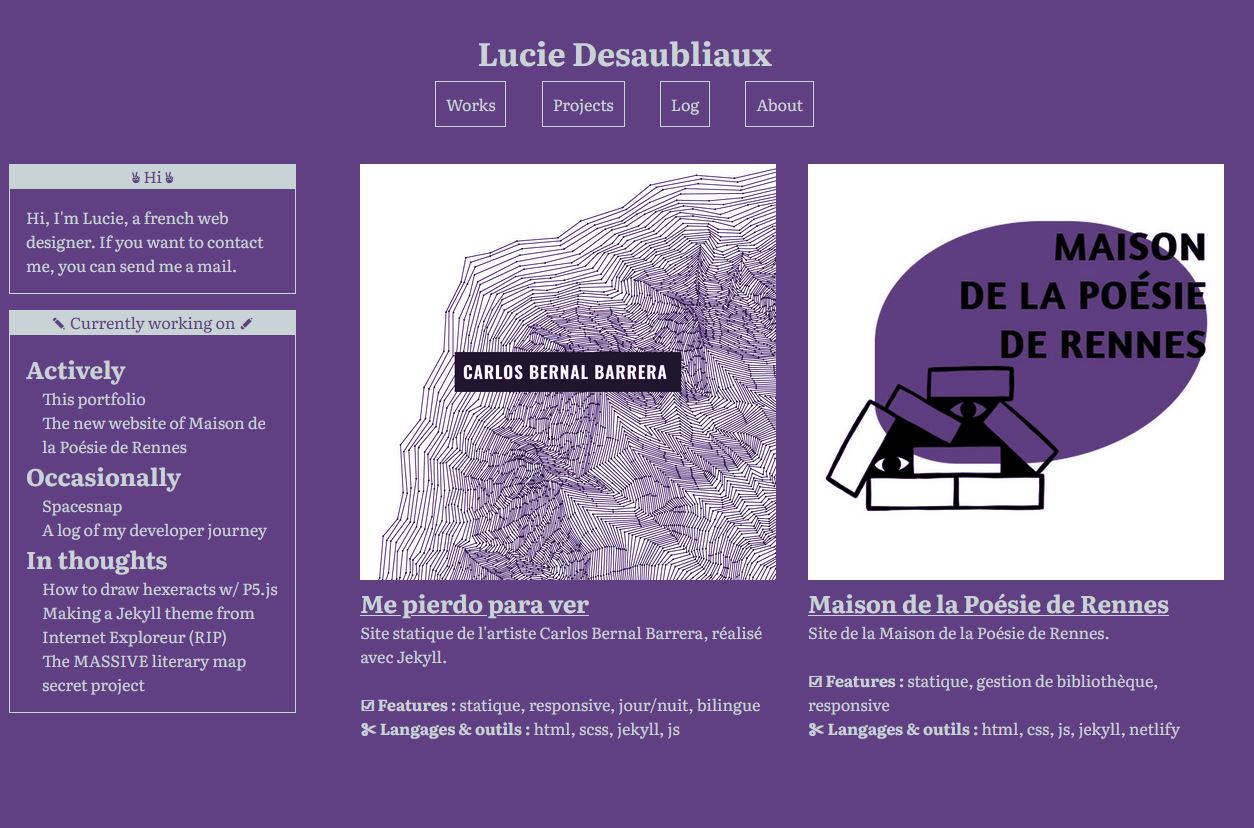 Lucie Desaubliaux
Works
Projects
Log
About
✌ Hi ✌
Hi, I'm Lucie, a french web
designer. If you want to contact
me, you can send me a mail.
✎ Currently working on ✎
Actively
This portfolio
The new website of Maison de
la Poésie de Rennes
Occasionally
Spacesnap
A log of my developer journey
In thoughts
How to draw hexeracts w/ P5.js
Making a Jekyll theme from
Internet Exploreur (RIP)
The MASSIVE literary map
secret project
CARLOS BERNAL BARRERA
Me pierdo para ver
Site statique de l'artiste Carlos Bernal Barrera, réalisé
avec Jekyll.
☑ Features : statique, responsive, jour/nuit, bilingue
✂ Langages & outils : html, scss, jekyll, js
MAISON
DE LA POÉSIE
DE RENNES
Maison de la Poésie de Rennes
Site de la Maison de la Poésie de Rennes.
☑ Features : statique, gestion de bibliothèque,
responsive
✂ Langages & outils : html, css, js, jekyll, netlify